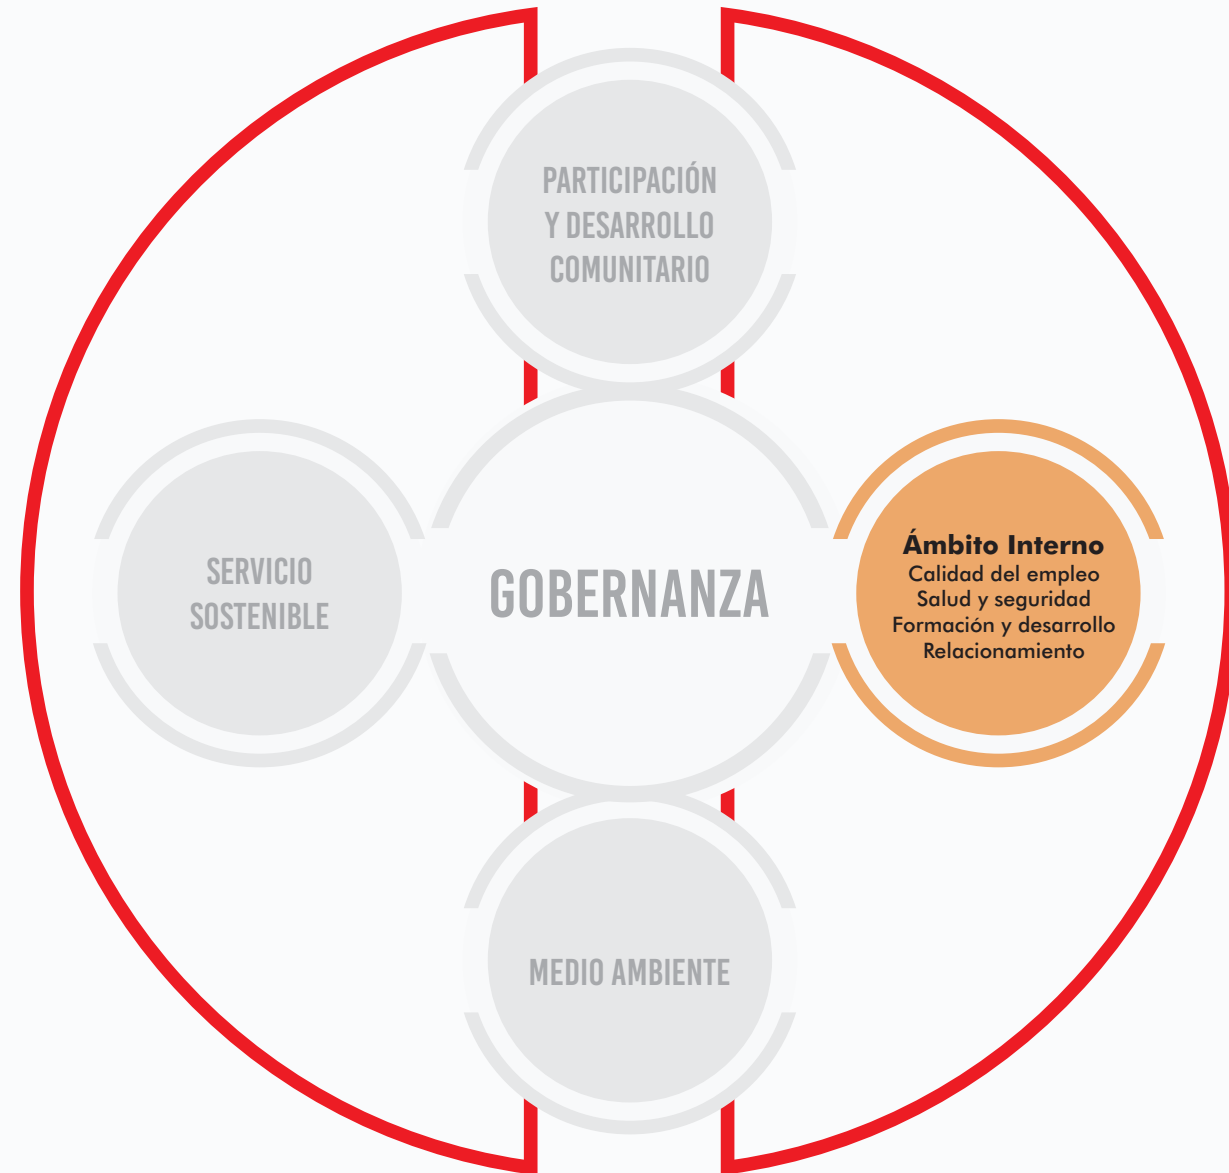 PARTICIPACIÓN
Y DESARROLLO
COMUNITARIO
SERVICIO
SOSTENIBLE
GOBERNANZA
Ámbito Interno
Calidad del empleo
Salud y seguridad
Formación y desarrollo
Relacionamiento
MEDIO AMBIENTE